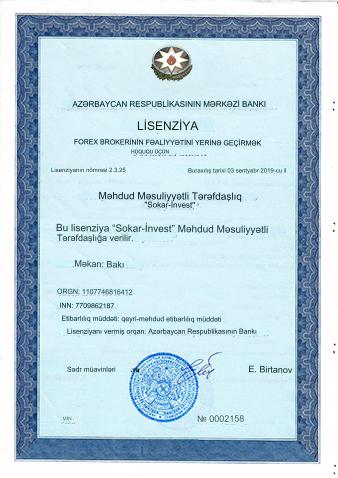 AZƏRBAYCAN RESPUBLİKASININ MƏRKƏZİ BANKI
LİSENZİYA
FOREX BROKERİNİN FƏALİYYƏTİNİ YERİNƏ GEÇİRMƏK
HÜQUQU ÜÇÜN
Lisenziyanın nömrəsi 2.3.25 Buraxılış.tarixi 03 sentyabr 2019-cu il
Məhdud Məsuliyyətli Tərəfdaşlıq
"Sokar-İnvest"
Bu lisenziya "Sokar-İnvest" Məhdud Məsuliyyətli
Tərəfdaşlığa verilir.
Məkan: Bakı
ORGN: 1107746816412
INN: 7709862187
Etibarlılıq müddəti: qeyri-məhdud etibarlılıq müddəti
Lisenziyanı vermiş orqan: Azərbaycan Respublikasının Bankı
Sədr müavinləri E. Birtanov
№ 0002158